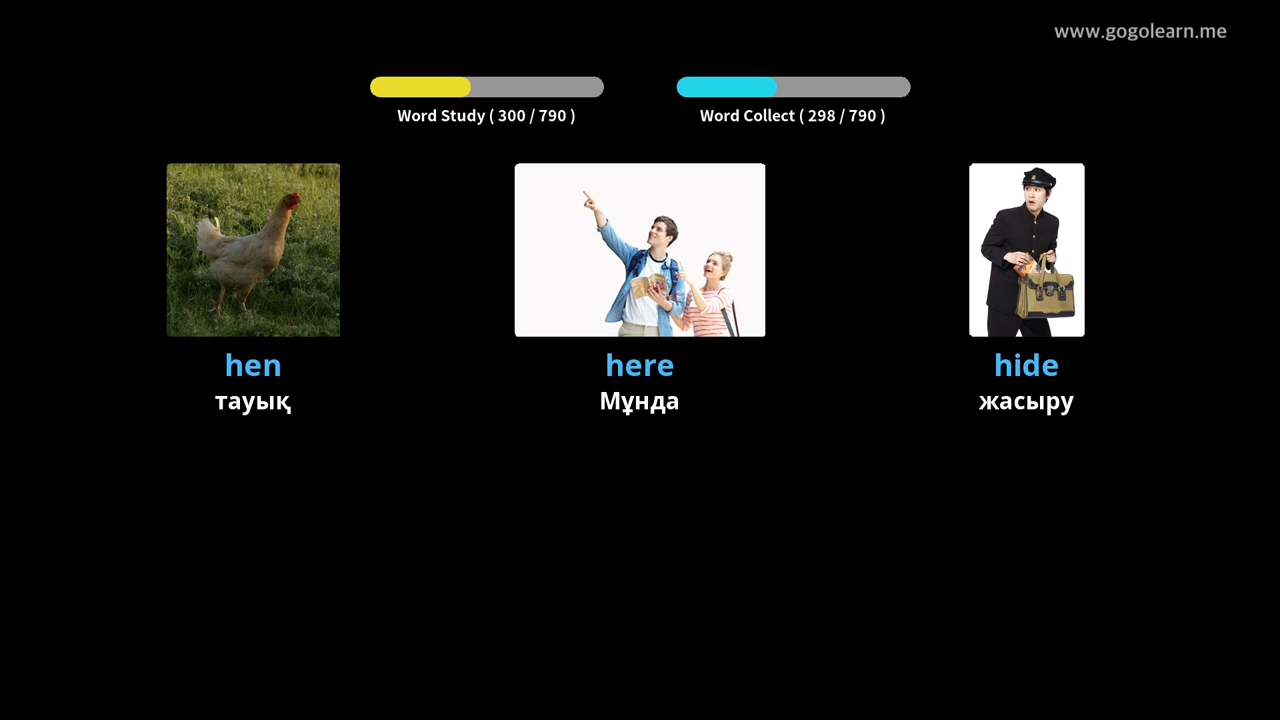 www.gogolearn.me
Word Study ( 300 / 790 )
Word Collect ( 298 / 790 )
hen
тауық
here
Мұнда
hide
жасыру